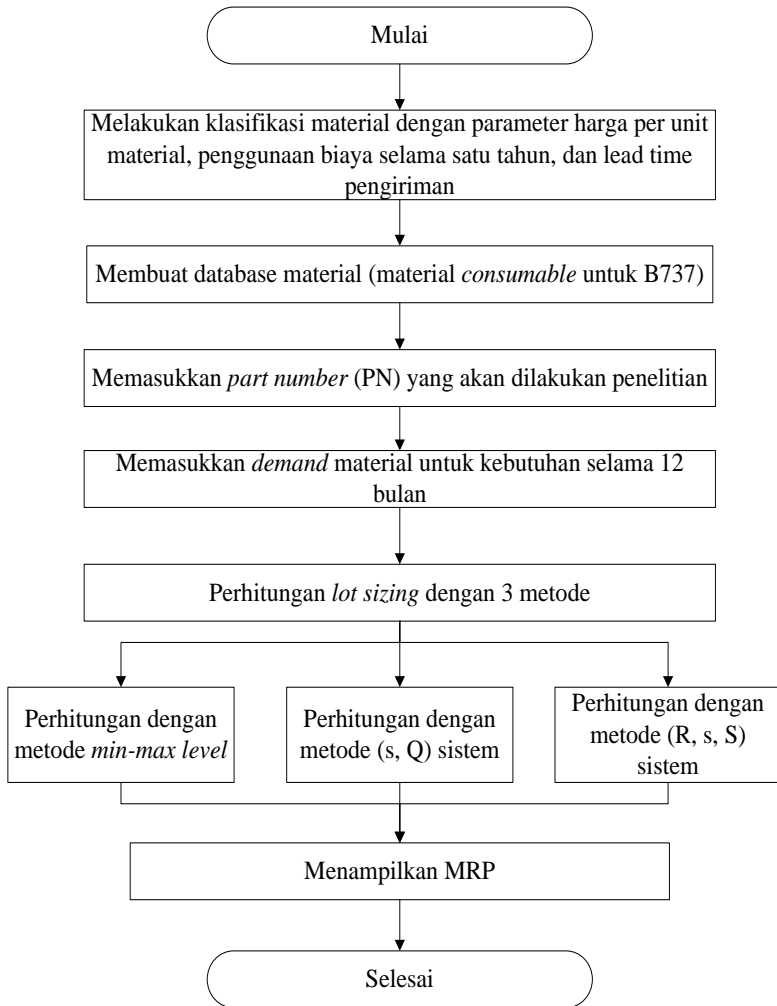 Mulai
Melakukan klasifikasi material dengan parameter harga per unit
material, penggunaan biaya selama satu tahun, dan lead time
pengiriman
Membuat database material (material consumable untuk B737)
Memasukkan part number (PN) yang akan dilakukan penelitian
Memasukkan demand material untuk kebutuhan selama 12
bulan
Perhitungan lot sizing dengan 3 metode
Perhitungan dengan
metode min-max level
Perhitungan dengan
metode (s, Q) sistem
Perhitungan dengan
metode (R, s, S)
sistem
Menampilkan MRP
Selesai